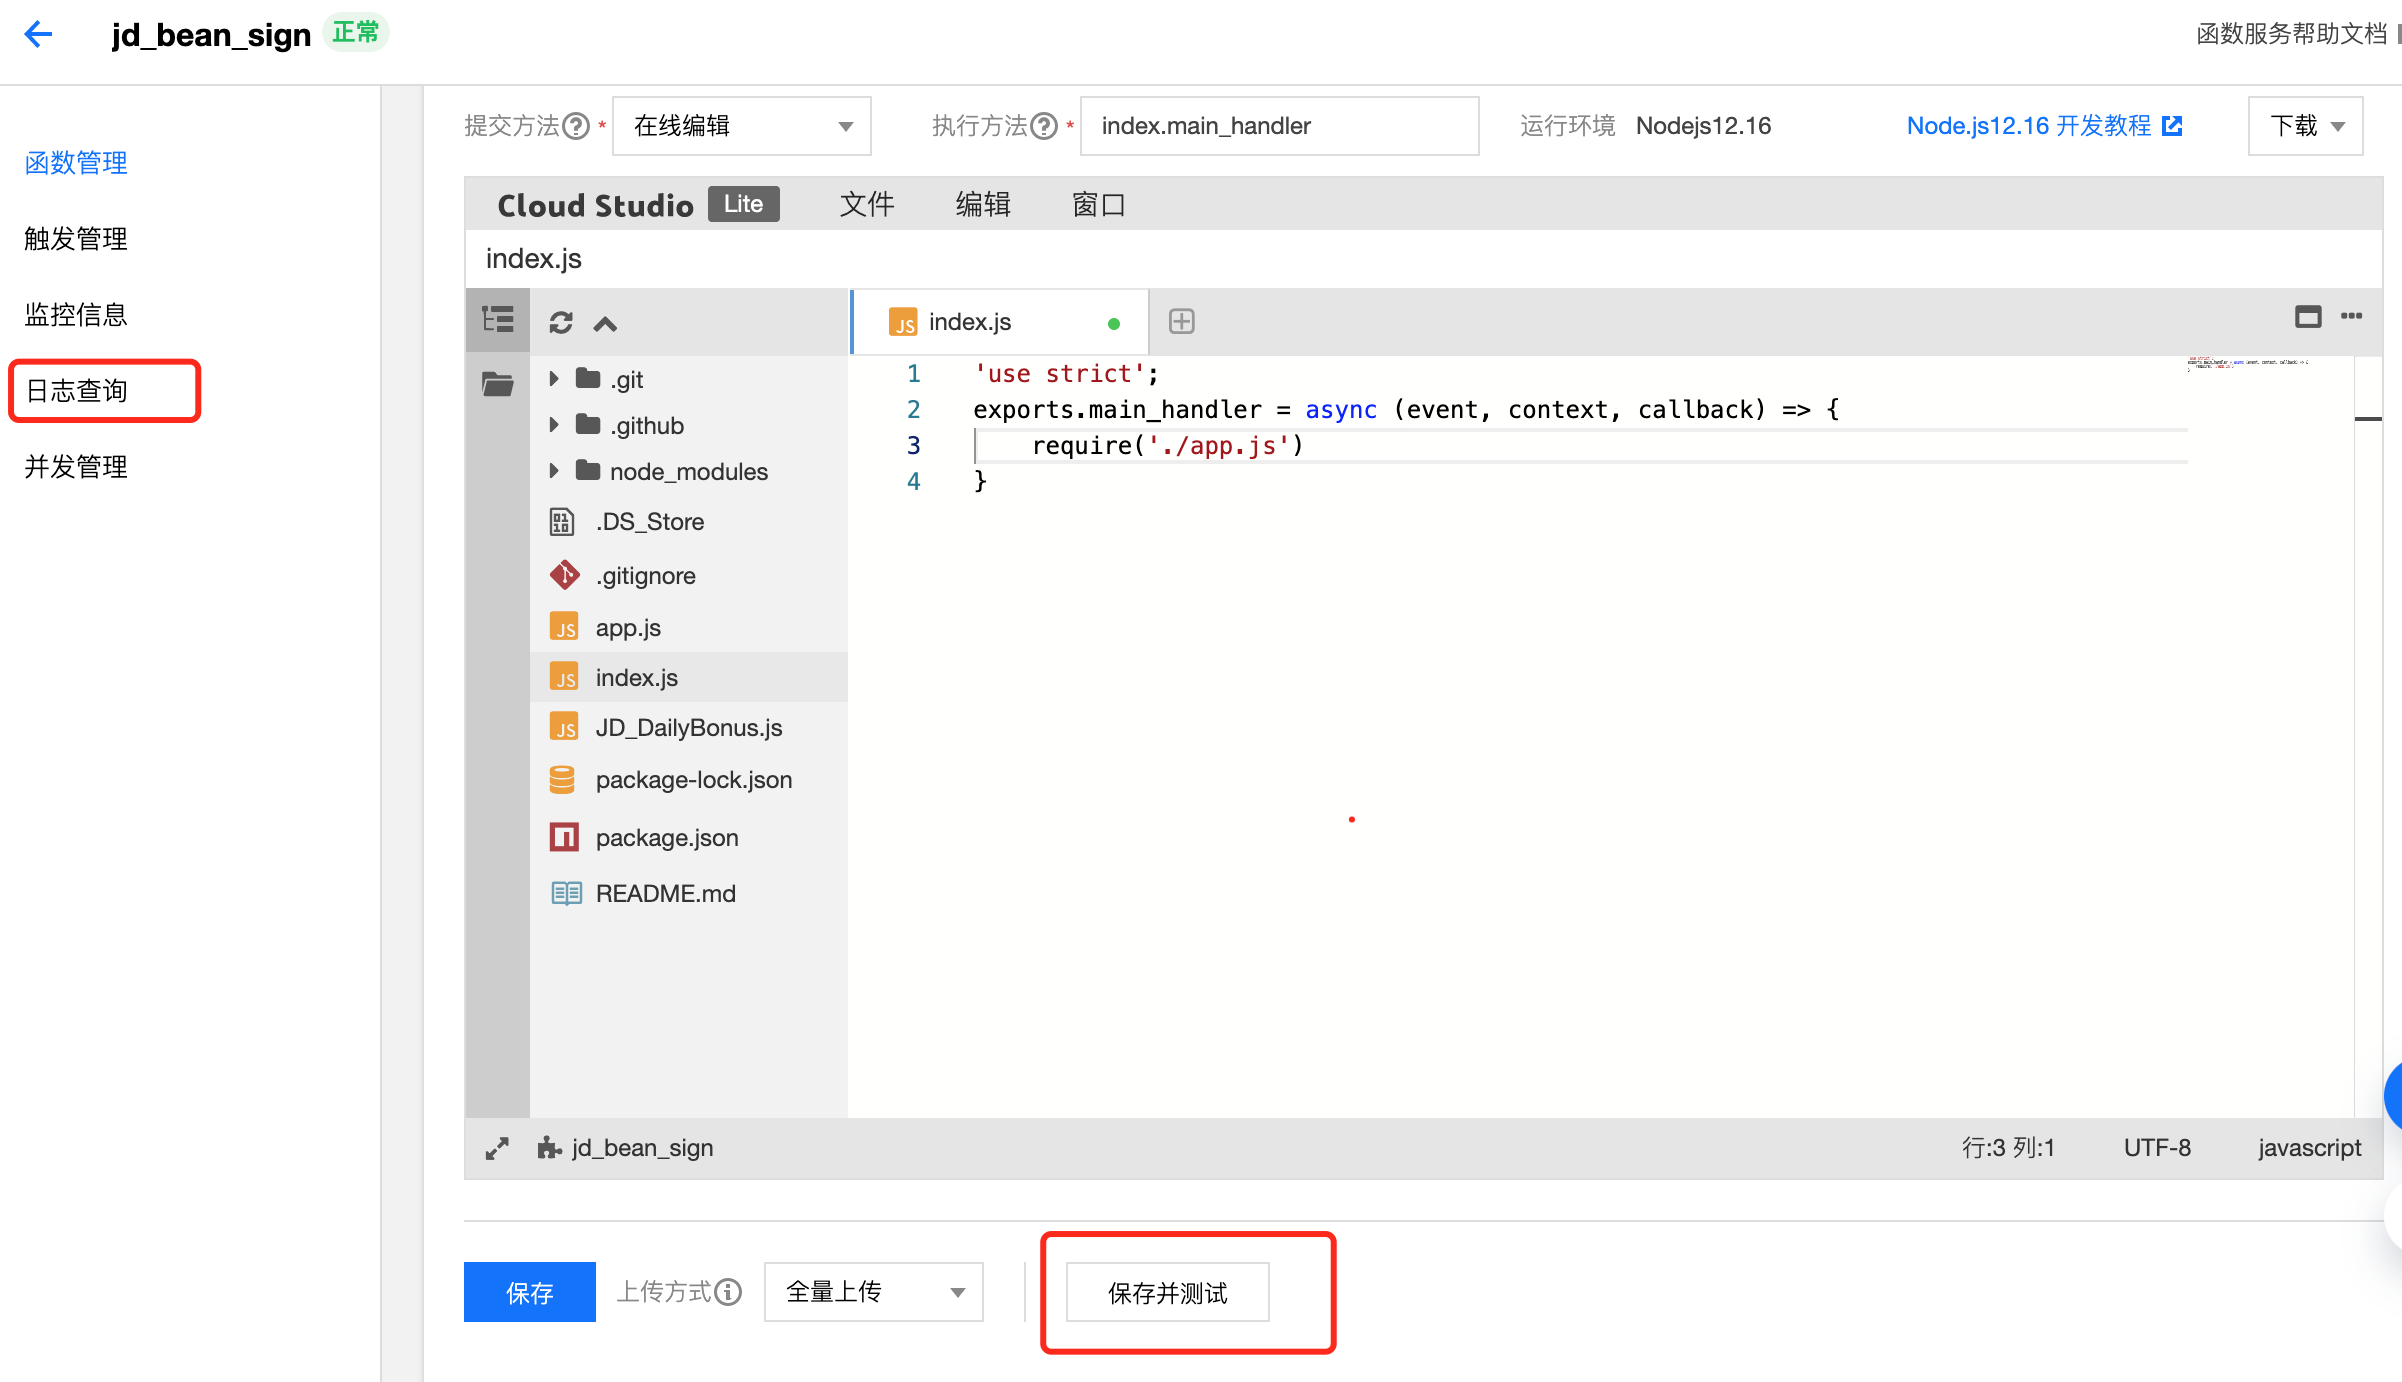 jd_bean_sign 正常
函数服务帮助文档
函数管理
触发管理
监控信息
日志查询
并发管理
提交方法 * 在线编辑 执行方法 * index.main_handler 运行环境 Nodejs12.16 Node.js12.16 开发教程 下载
Cloud Studio Lite 文件 编辑 窗口
index.js
JS index.js
.git
.github
node_modules
.DS_Store
.gitignore
JS app.js
JS index.js
JS JD_DailyBonus.js
package-lock.json
package.json
README.md
1 'use strict';
2 exports.main_handler = async (event, context, callback) => {
3 require('./app.js')
4 }
jd_bean_sign 行:3 列:1 UTF-8 javascript
保存 上传方式 全量上传 保存并测试